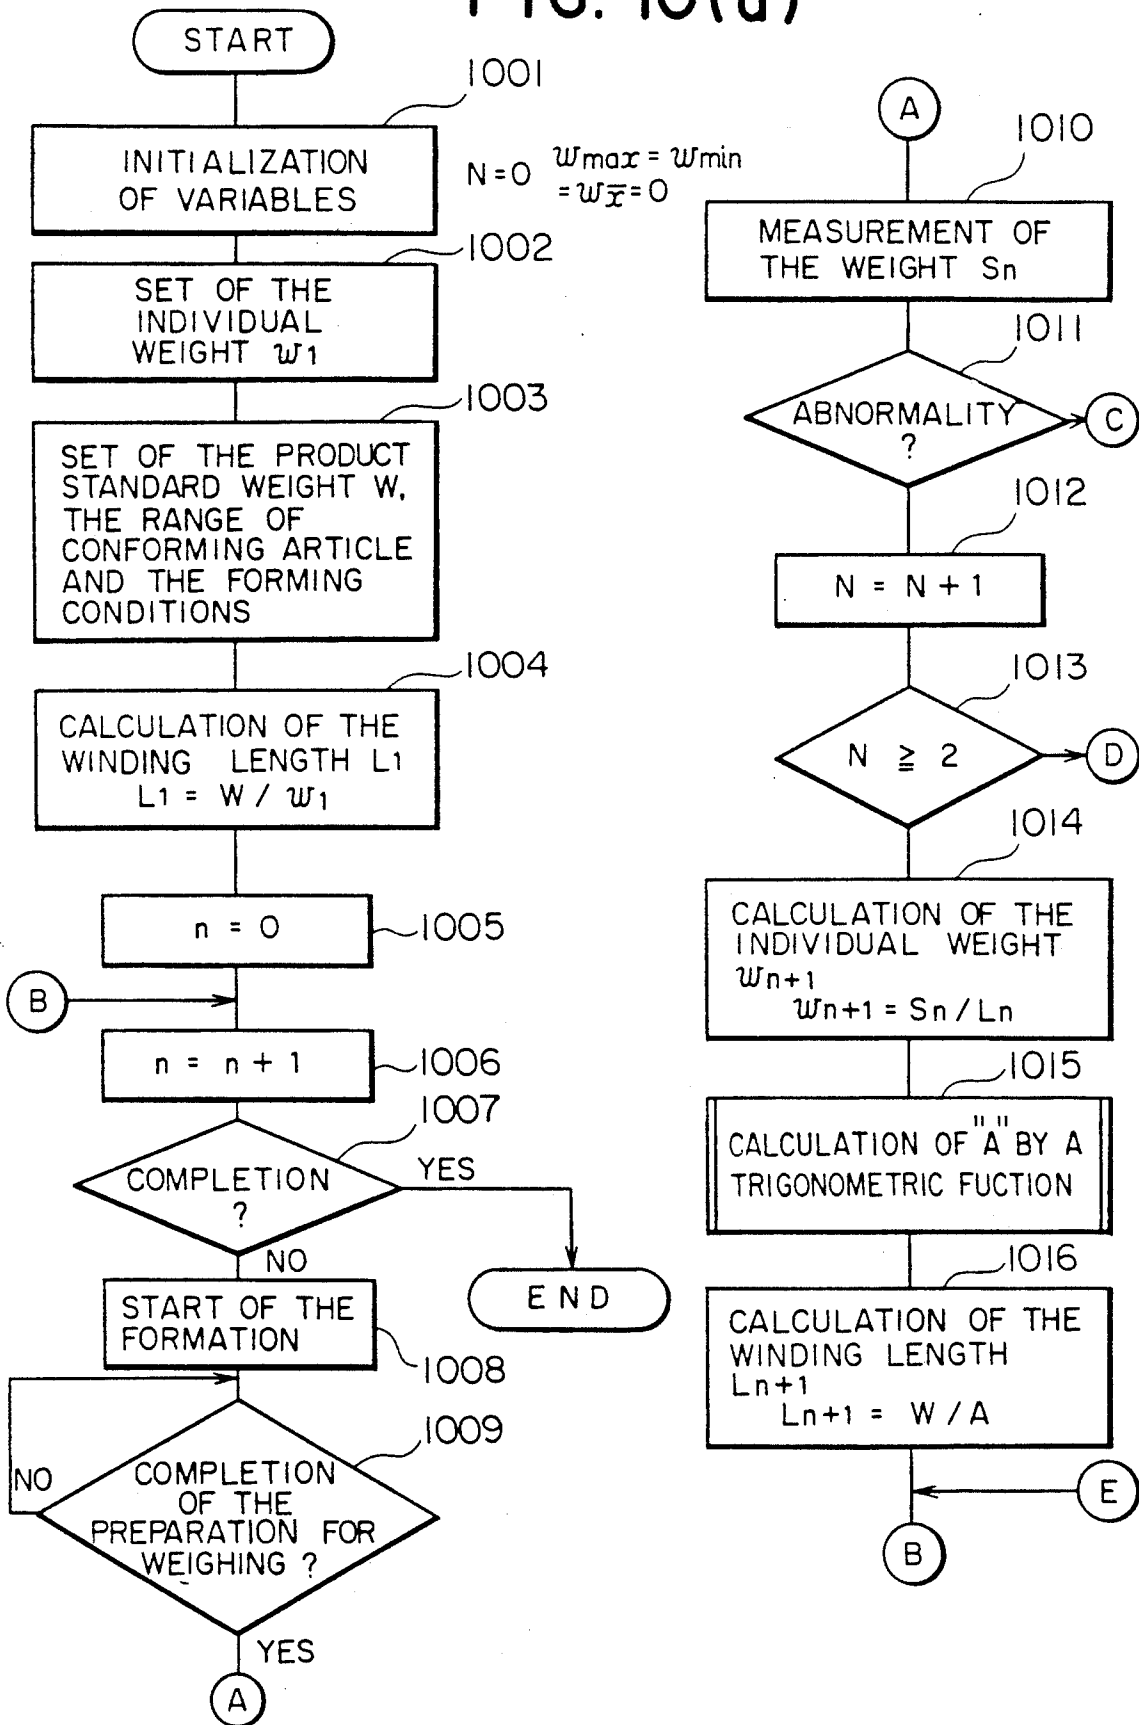 FIG. 10(a)
START
1001
INITIALIZATION
OF VARIABLES
N=0 wmax = wmin
= wx̄=0
1002
SET OF THE
INDIVIDUAL
WEIGHT w1
1003
SET OF THE PRODUCT
STANDARD WEIGHT W,
THE RANGE OF
CONFORMING ARTICLE
AND THE FORMING
CONDITIONS
1004
CALCULATION OF THE
WINDING LENGTH L1
L1 = W / w1
n = 0
1005
B
n = n + 1
1006
1007
COMPLETION
?
YES
NO
END
START OF THE
FORMATION
1008
1009
NO
COMPLETION
OF THE
PREPARATION FOR
WEIGHING ?
YES
A
A
1010
MEASUREMENT OF
THE WEIGHT Sn
1011
ABNORMALITY
?
C
1012
N = N + 1
1013
N ≧ 2
D
1014
CALCULATION OF THE
INDIVIDUAL WEIGHT
wn+1
wn+1 = Sn / Ln
1015
CALCULATION OF "A" BY A
TRIGONOMETRIC FUCTION
1016
CALCULATION OF THE
WINDING LENGTH
Ln+1
Ln+1 = W / A
E
B